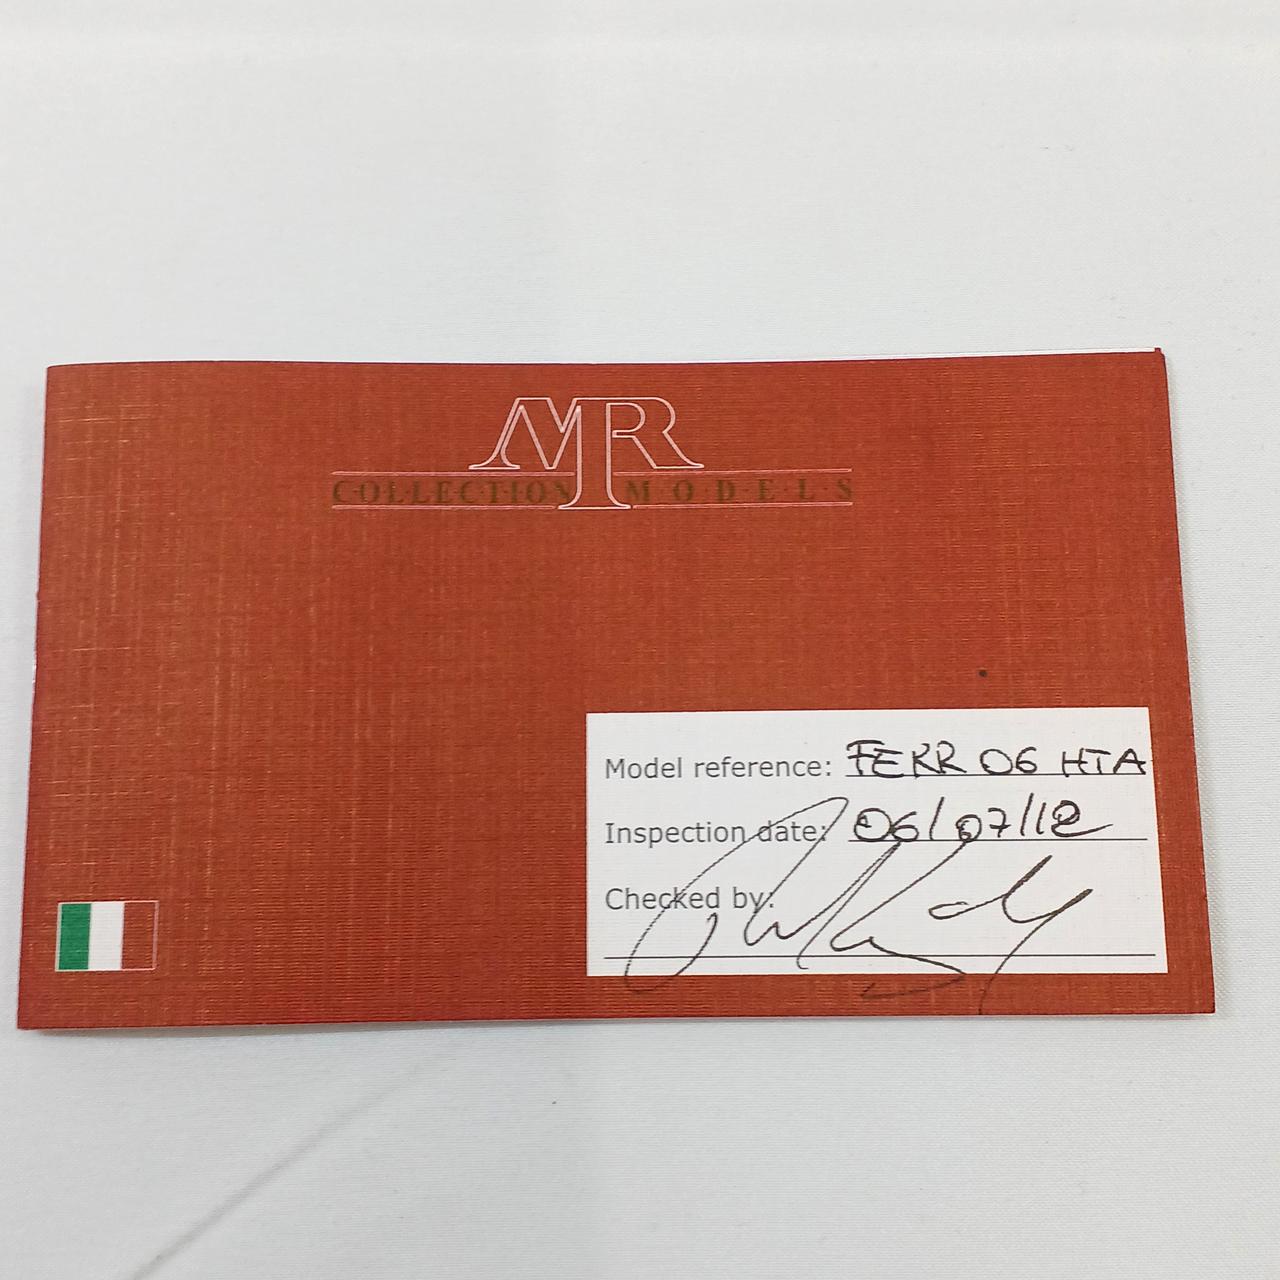 MR
COLLECTION MODELS
Model reference: FERR 06 HTA
Inspection date: 06/07/12
Checked by: